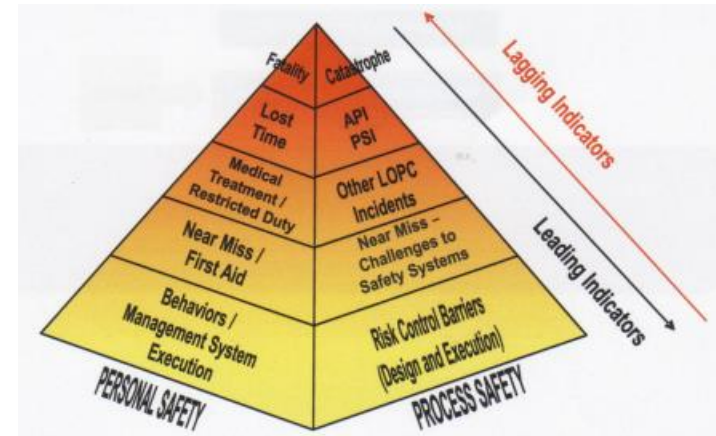 Fatality
Catastrophe
Lost
Time
API
PSI
Medical
Treatment /
Restricted Duty
Other LOPC
Incidents
Near Miss /
First Aid
Near Miss –
Challenges to
Safety Systems
Behaviors /
Management System
Execution
Risk Control Barriers
(Design and Execution)
PERSONAL SAFETY
PROCESS SAFETY
Lagging Indicators
Leading Indicators